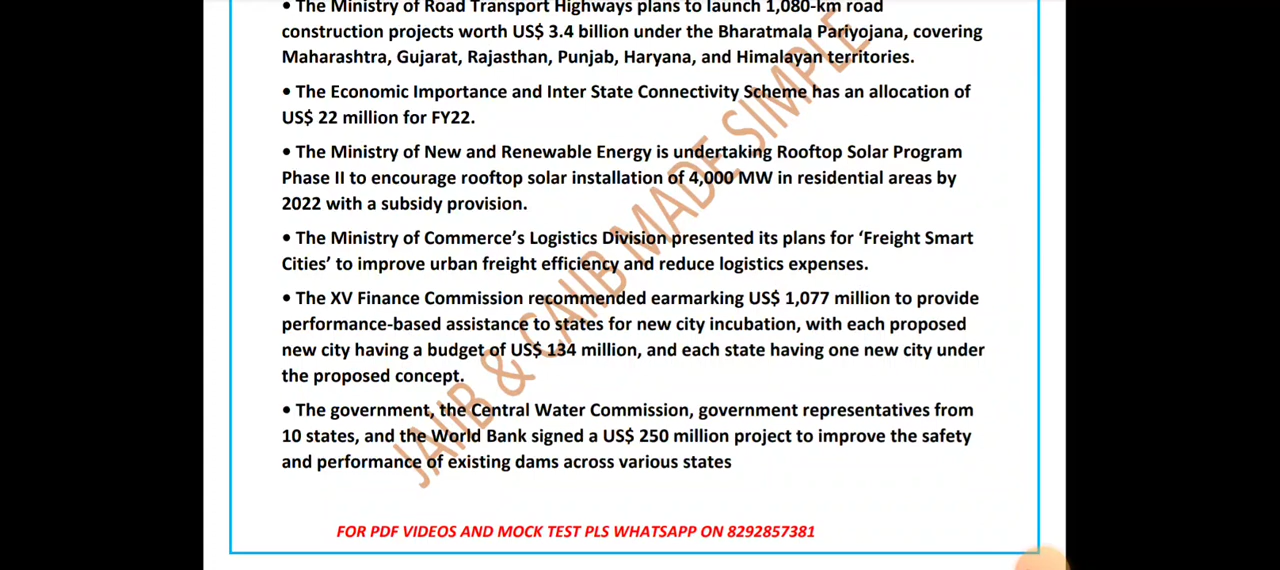 • The Ministry of Road Transport Highways plans to launch 1,080-km road
construction projects worth US$ 3.4 billion under the Bharatmala Pariyojana, covering
Maharashtra, Gujarat, Rajasthan, Punjab, Haryana, and Himalayan territories.
• The Economic Importance and Inter State Connectivity Scheme has an allocation of
US$ 22 million for FY22.
• The Ministry of New and Renewable Energy is undertaking Rooftop Solar Program
Phase II to encourage rooftop solar installation of 4,000 MW in residential areas by
2022 with a subsidy provision.
• The Ministry of Commerce's Logistics Division presented its plans for 'Freight Smart
Cities' to improve urban freight efficiency and reduce logistics expenses.
• The XV Finance Commission recommended earmarking US$ 1,077 million to provide
performance-based assistance to states for new city incubation, with each proposed
new city having a budget of US$ 134 million, and each state having one new city under
the proposed concept.
• The government, the Central Water Commission, government representatives from
10 states, and the World Bank signed a US$ 250 million project to improve the safety
and performance of existing dams across various states
JAIIB & CAIIB MADE SIMPLE
FOR PDF VIDEOS AND MOCK TEST PLS WHATSAPP ON 8292857381